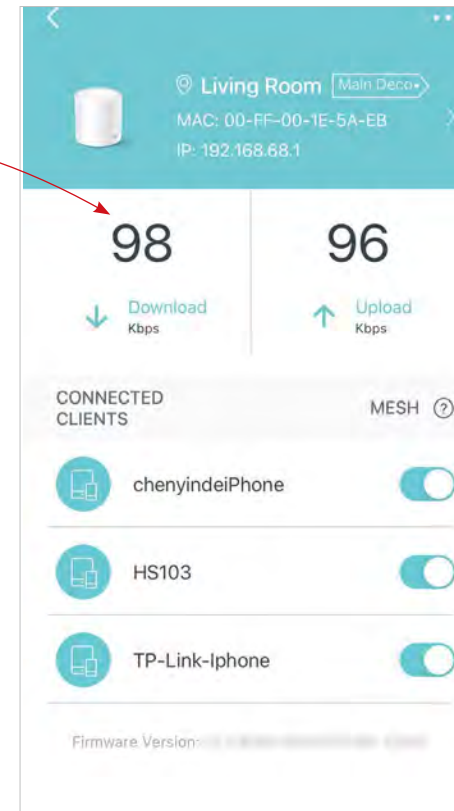 Living Room Main Deco
MAC: 00-FF-00-1E-5A-EB
IP: 192.168.68.1
98 96
Download Upload
Kbps Kbps
CONNECTED
CLIENTS
MESH ?
chenyindeiPhone
HS103
TP-Link-Iphone
Firmware Version: